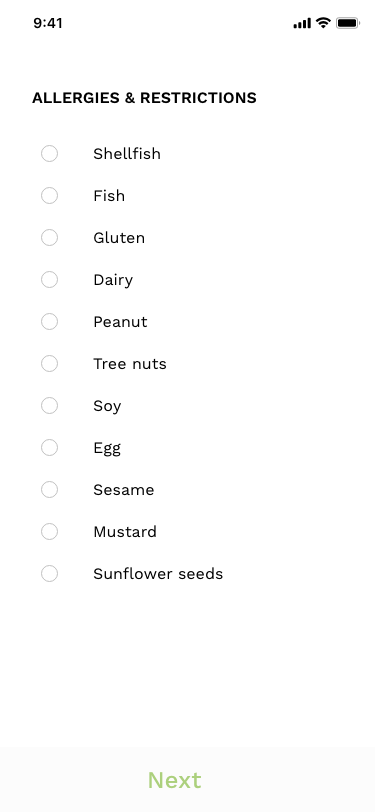 9:41
ALLERGIES & RESTRICTIONS
Shellfish
Fish
Gluten
Dairy
Peanut
Tree nuts
Soy
Egg
Sesame
Mustard
Sunflower seeds
Next